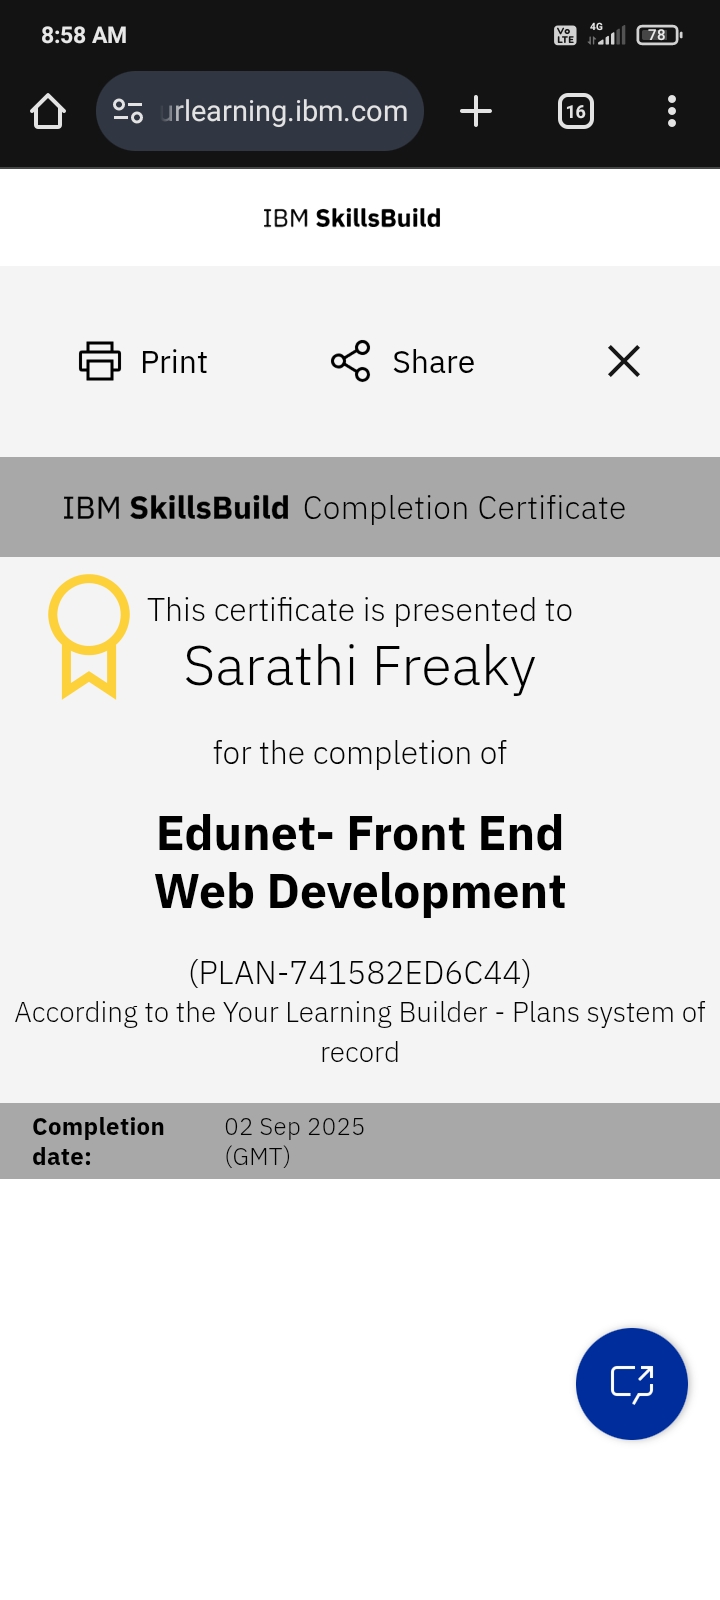 8:58 AM
Vo LTE 4G 78
urlearning.ibm.com
16
IBM SkillsBuild
Print Share
IBM SkillsBuild Completion Certificate
This certificate is presented to
Sarathi Freaky
for the completion of
Edunet- Front End
Web Development
(PLAN-741582ED6C44)
According to the Your Learning Builder - Plans system of
record
Completion date: 02 Sep 2025 (GMT)